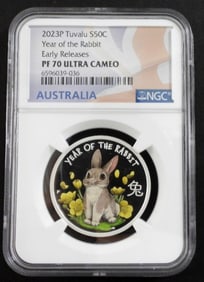 2023P Tuvalu S50C
Year of the Rabbit
Early Releases
PF 70 ULTRA CAMEO
6596039-036
AUSTRALIA
NGC
YEAR OF THE RABBIT
兔